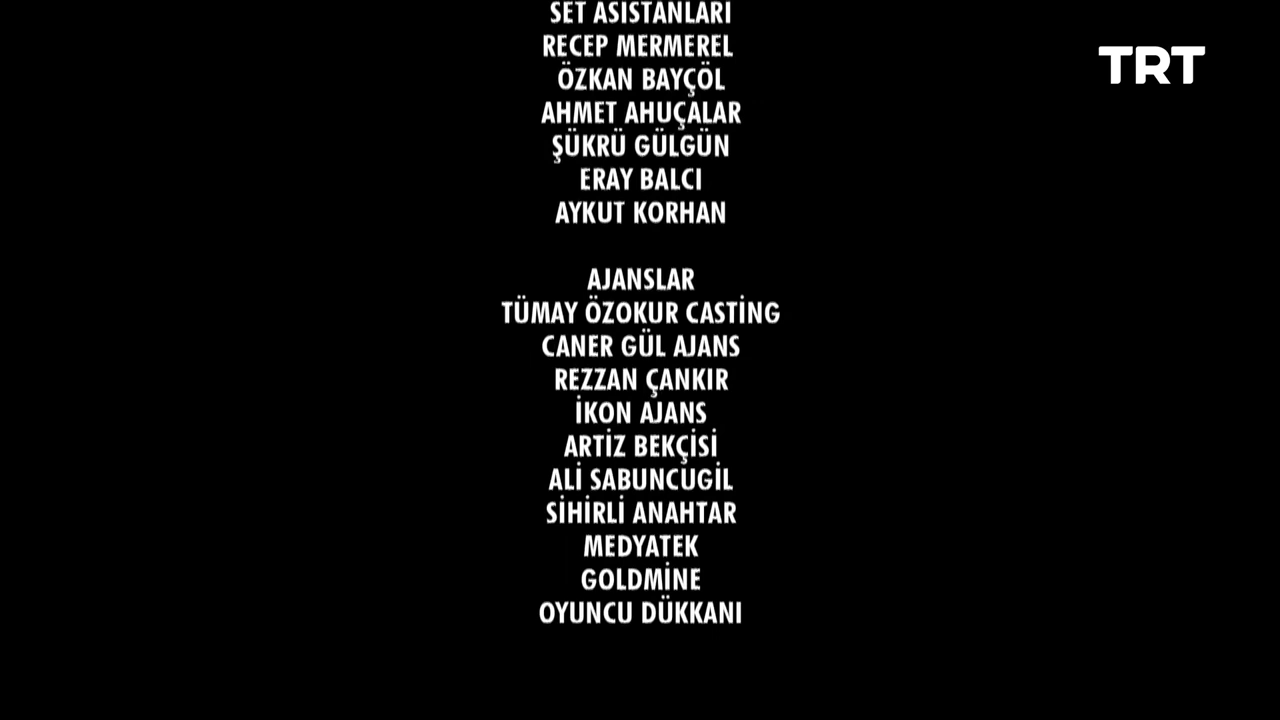 SET ASİSTANLARI
RECEP MERMEREL
ÖZKAN BAYÇÖL
AHMET AHUÇALAR
ŞÜKRÜ GÜLGÜN
ERAY BALCI
AYKUT KORHAN
AJANSLAR
TÜMAY ÖZOKUR CASTİNG
CANER GÜL AJANS
REZZAN ÇANKIR
İKON AJANS
ARTİZ BEKÇİSİ
ALİ SABUNCUGİL
SİHİRLİ ANAHTAR
MEDYATEK
GOLDMİNE
OYUNCU DÜKKANI
TRT